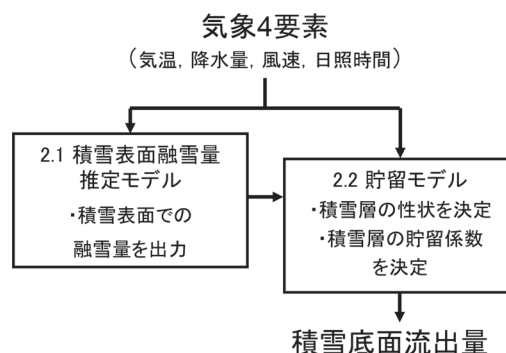 気象4要素
(気温, 降水量, 風速, 日照時間)
2.1 積雪表面融雪量
推定モデル
・積雪表面での
融雪量を出力
2.2 貯留モデル
・積雪層の性状を決定
・積雪層の貯留係数
を決定
積雪底面流出量